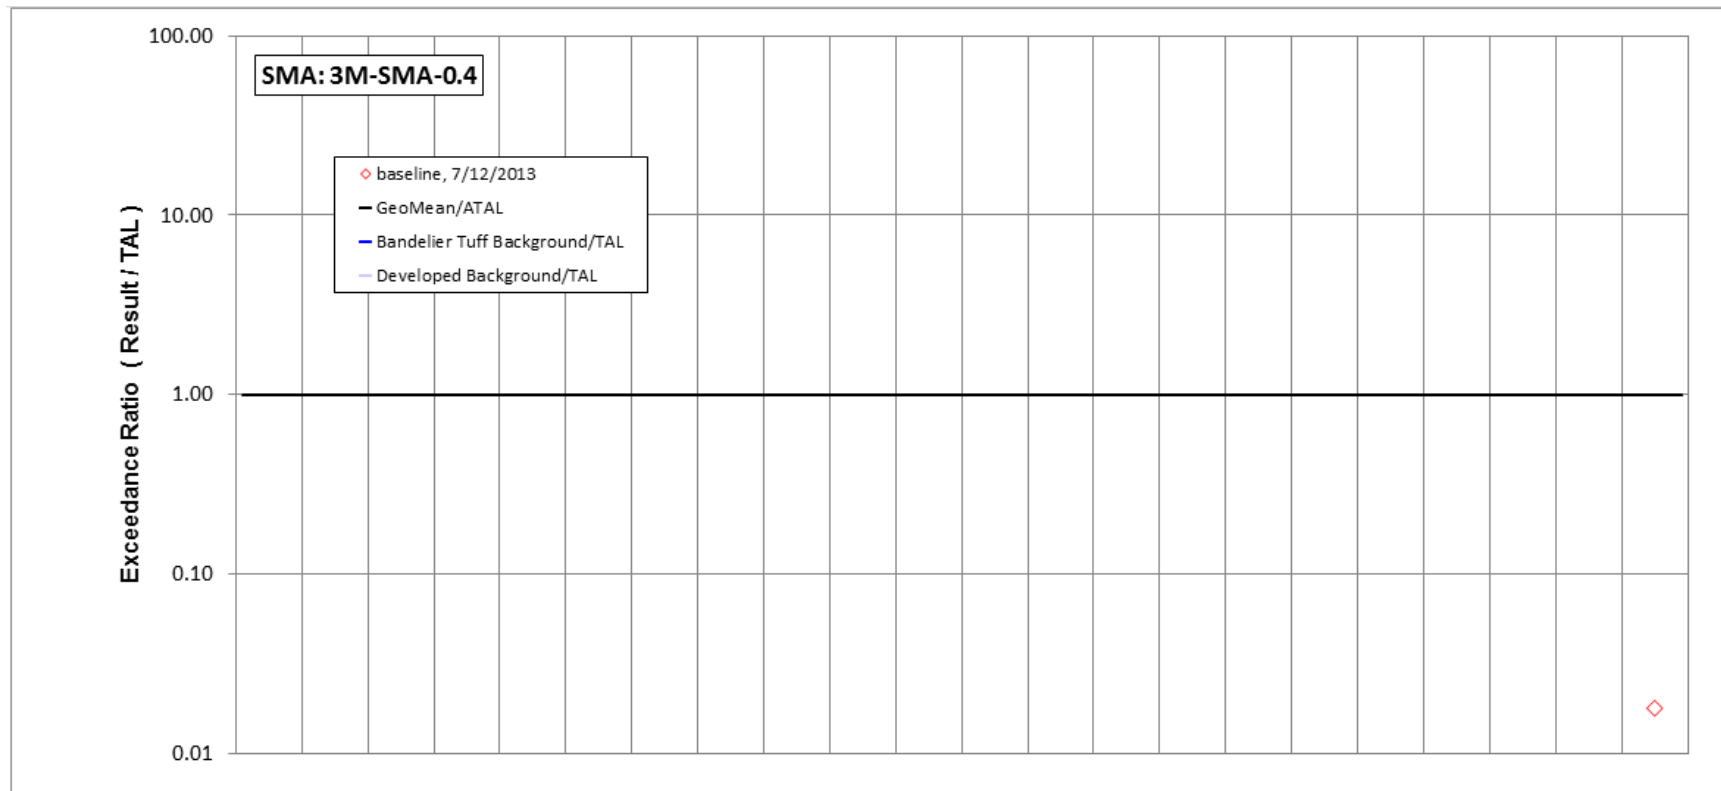 100.00
SMA: 3M-SMA-0.4
baseline, 7/12/2013
GeoMean/ATAL
Bandelier Tuff Background/TAL
Developed Background/TAL
10.00
1.00
0.10
0.01
Exceedance Ratio ( Result / TAL )